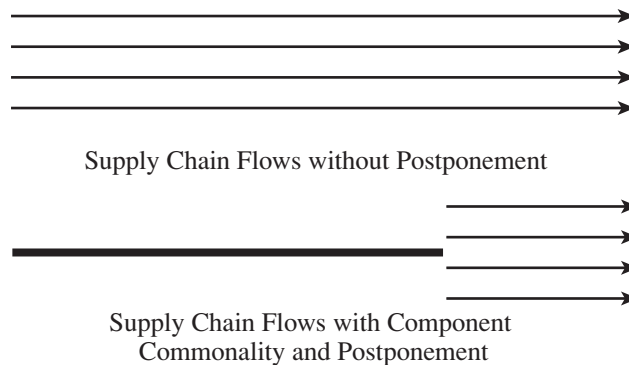 Supply Chain Flows without Postponement
Supply Chain Flows with Component
Commonality and Postponement